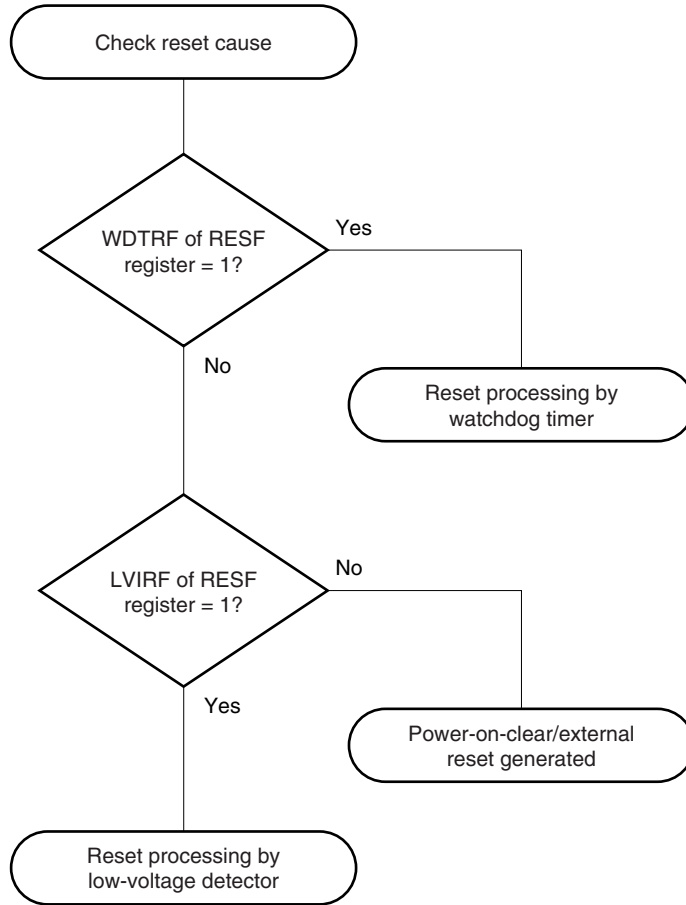 Check reset cause
WDTRF of RESF
register = 1?
Yes
No
Reset processing by
watchdog timer
LVIRF of RESF
register = 1?
No
Yes
Power-on-clear/external
reset generated
Reset processing by
low-voltage detector